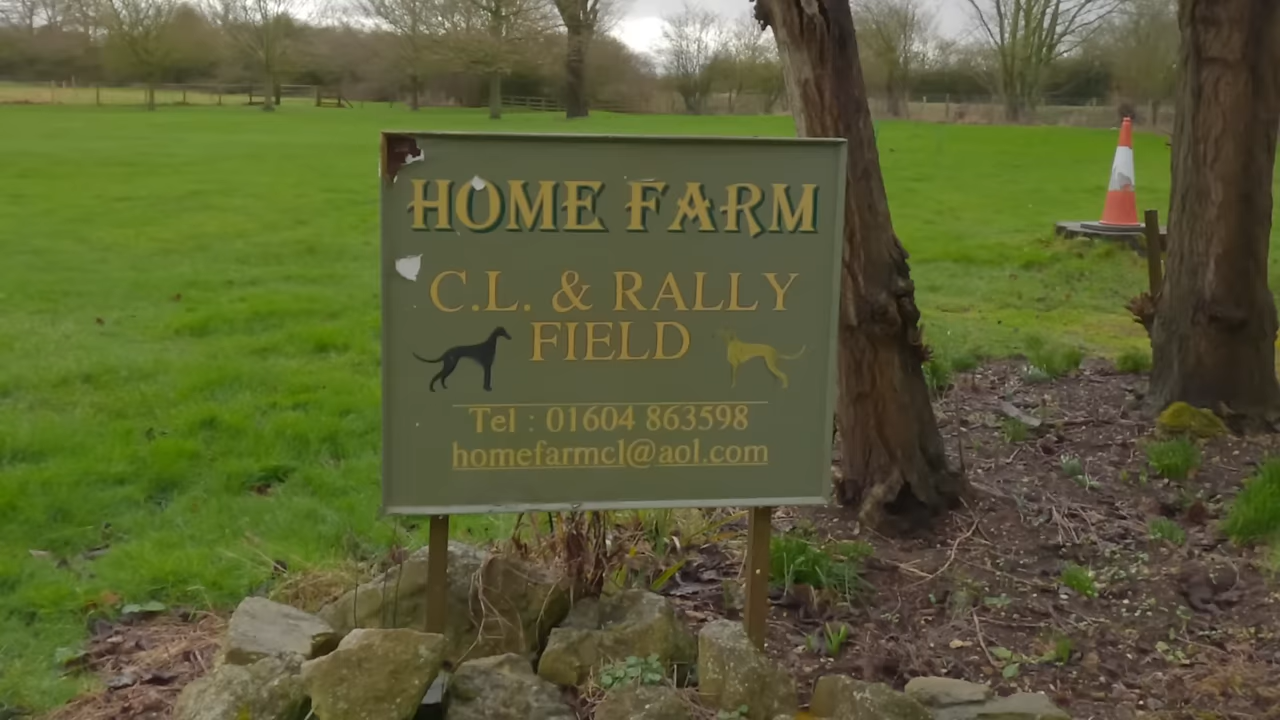 HOME FARM
C.L. & RALLY
FIELD
Tel : 01604 863598
homefarmcl@aol.com